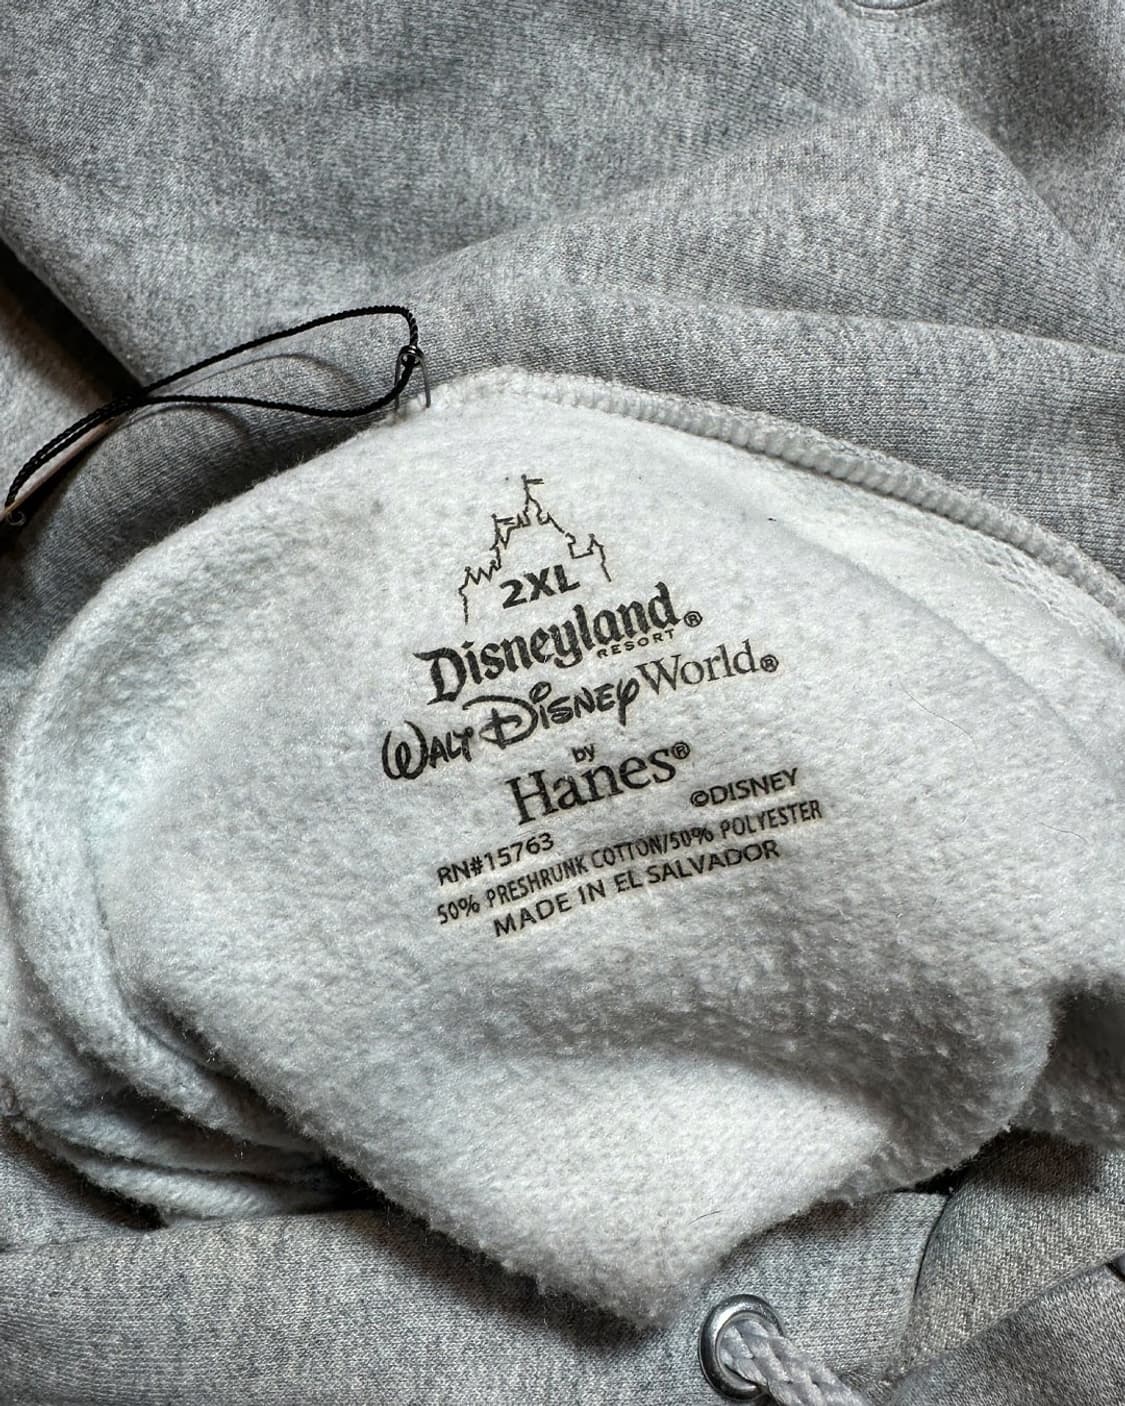 2XL
Disneyland®
RESORT
WALT DISNEY World®
by
Hanes®
©DISNEY
RN#15763
50% PRESHRUNK COTTON/50% POLYESTER
MADE IN EL SALVADOR